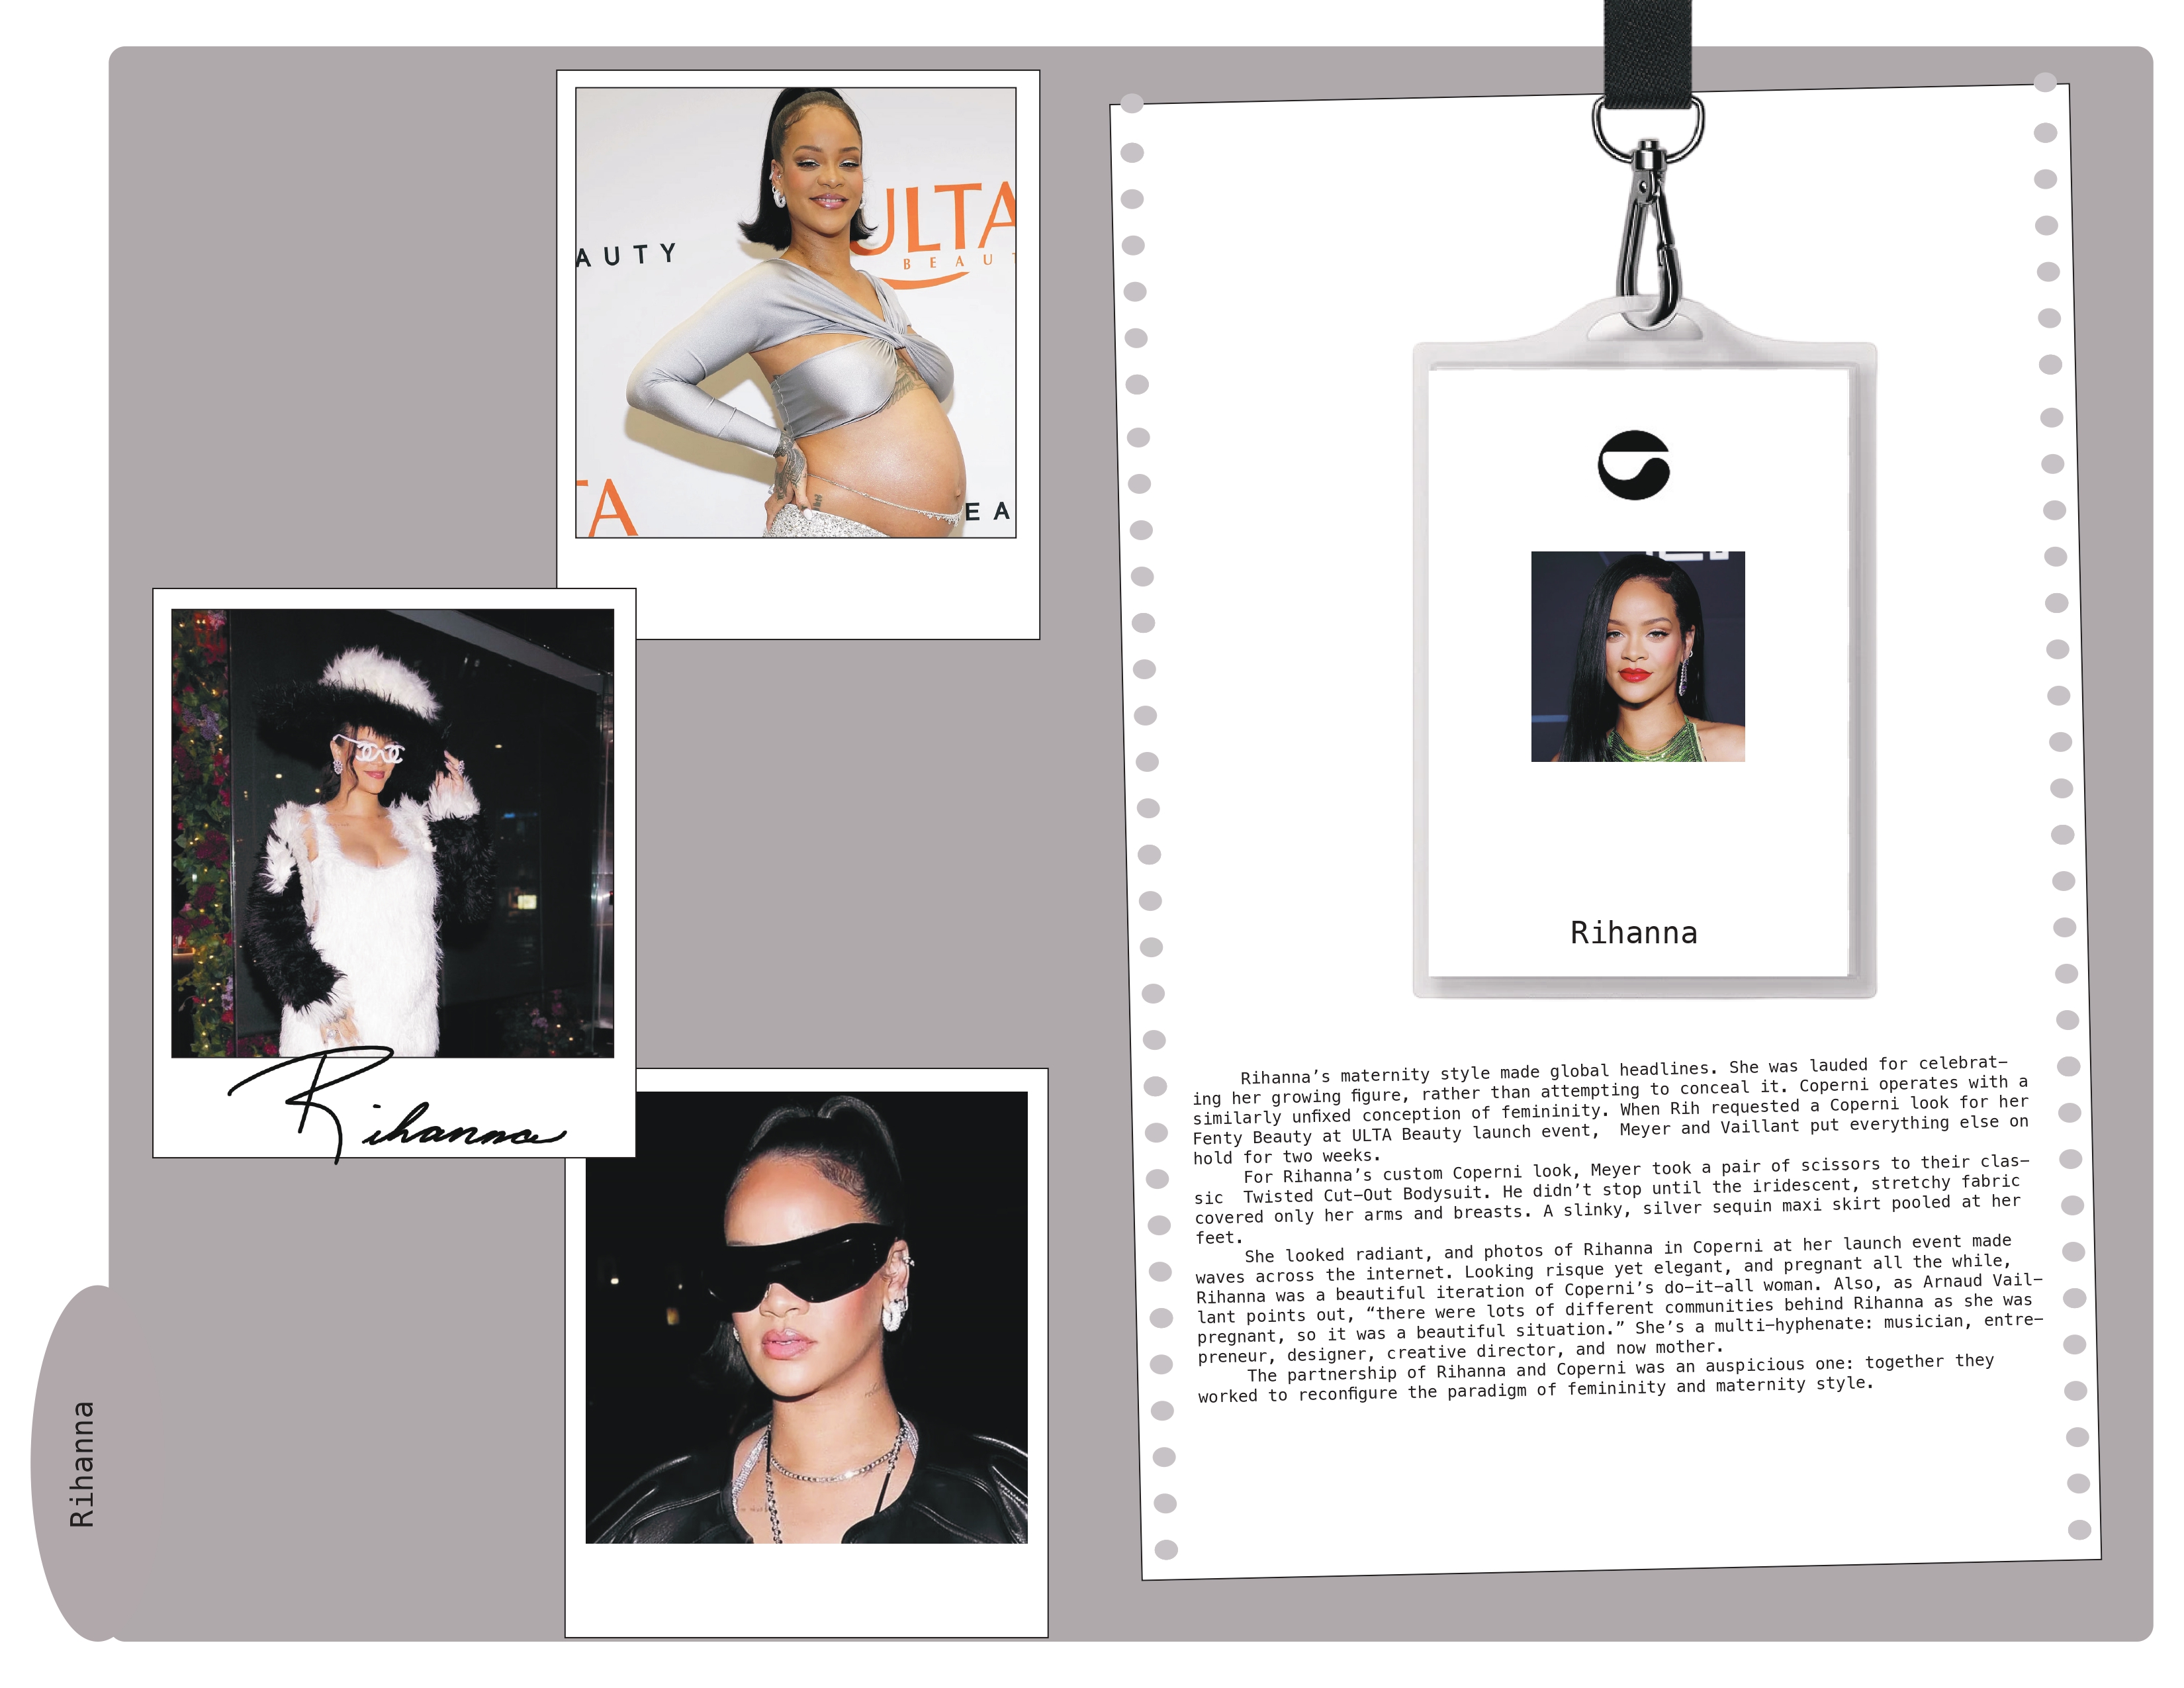 AUTY
ULTA
BEAUT
TA
EA
Rihanna
Rihanna
Rihanna’s maternity style made global headlines. She was lauded for celebrat-
ing her growing figure, rather than attempting to conceal it. Coperni operates with a
similarly unfixed conception of femininity. When Rih requested a Coperni look for her
Fenty Beauty at ULTA Beauty launch event,  Meyer and Vaillant put everything else on
hold for two weeks.
For Rihanna’s custom Coperni look, Meyer took a pair of scissors to their clas-
sic  Twisted Cut-Out Bodysuit. He didn’t stop until the iridescent, stretchy fabric
covered only her arms and breasts. A slinky, silver sequin maxi skirt pooled at her
feet.
She looked radiant, and photos of Rihanna in Coperni at her launch event made
waves across the internet. Looking risque yet elegant, and pregnant all the while,
Rihanna was a beautiful iteration of Coperni’s do-it-all woman. Also, as Arnaud Vail-
lant points out, “there were lots of different communities behind Rihanna as she was
pregnant, so it was a beautiful situation.” She’s a multi-hyphenate: musician, entre-
preneur, designer, creative director, and now mother.
The partnership of Rihanna and Coperni was an auspicious one: together they
worked to reconfigure the paradigm of femininity and maternity style.
Rihanna